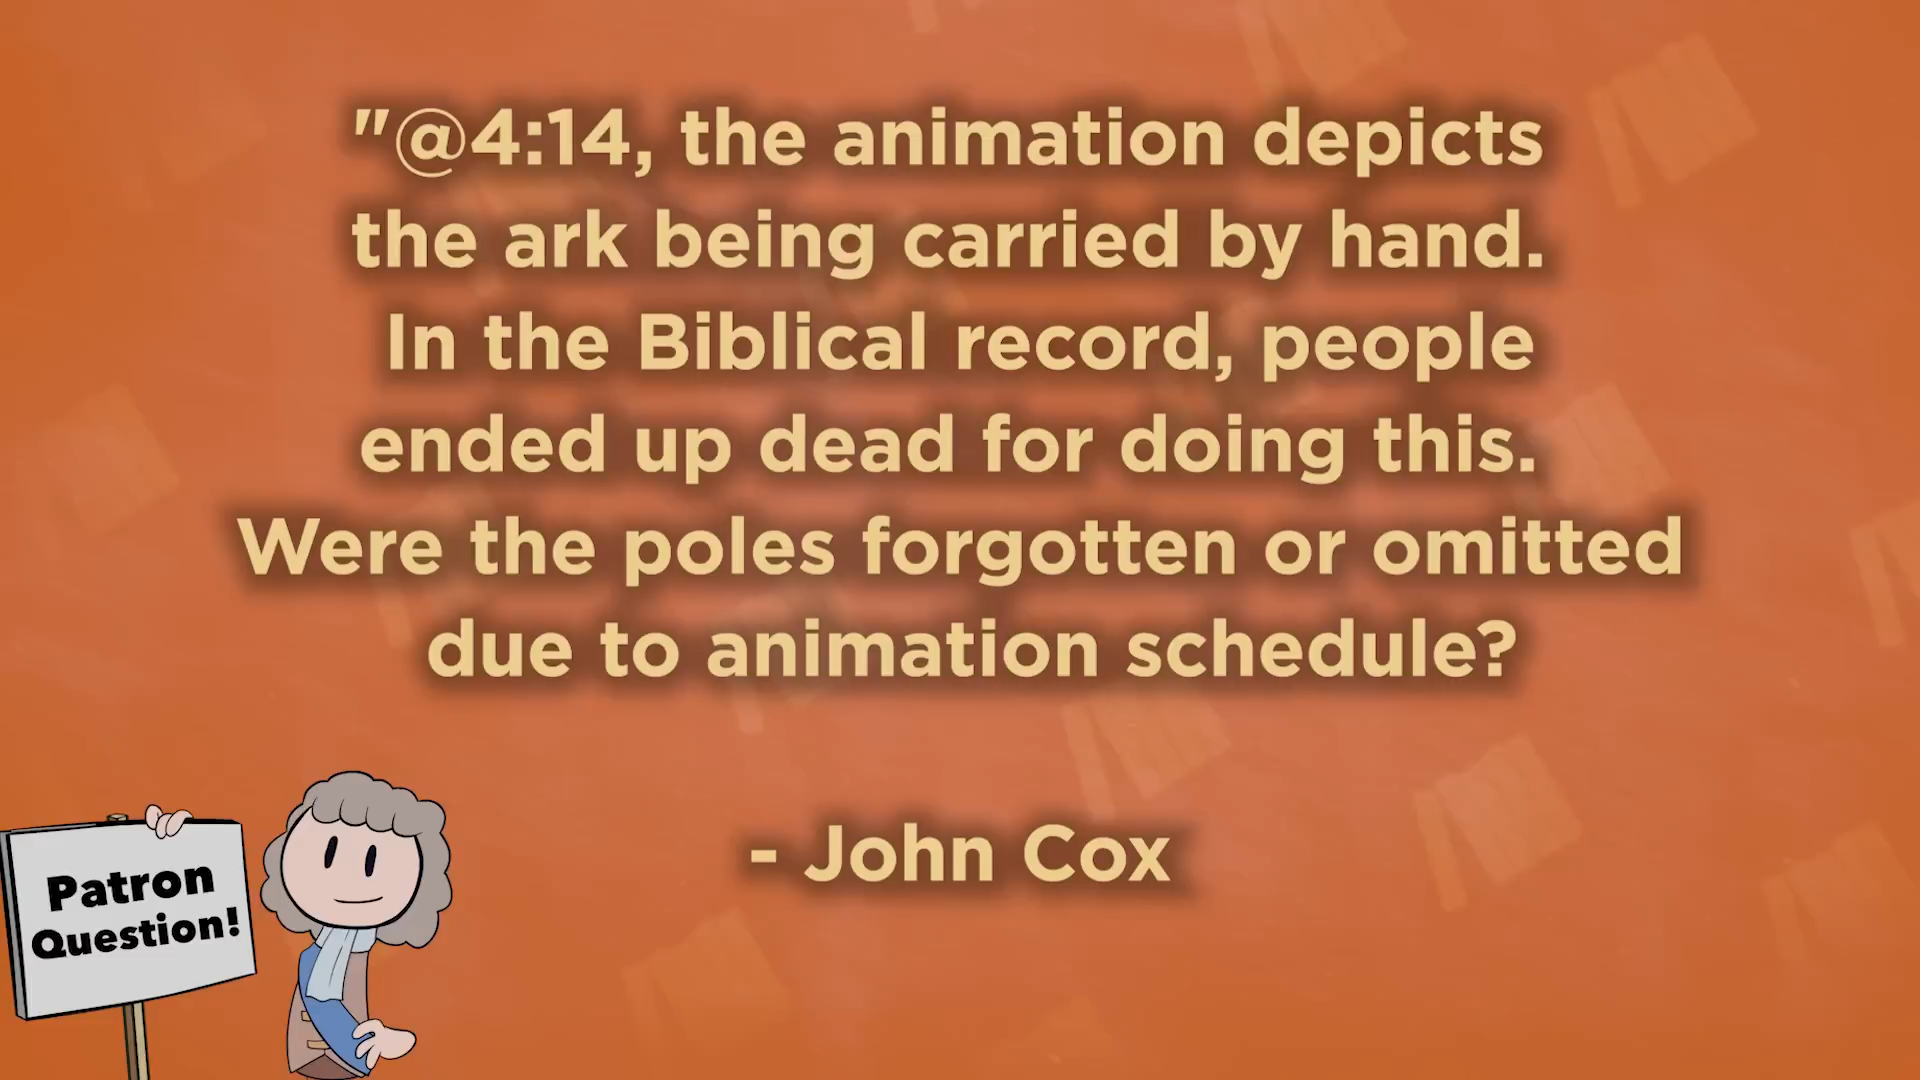 "@4:14, the animation depicts
the ark being carried by hand.
In the Biblical record, people
ended up dead for doing this.
Were the poles forgotten or omitted
due to animation schedule?
- John Cox
Patron
Question!